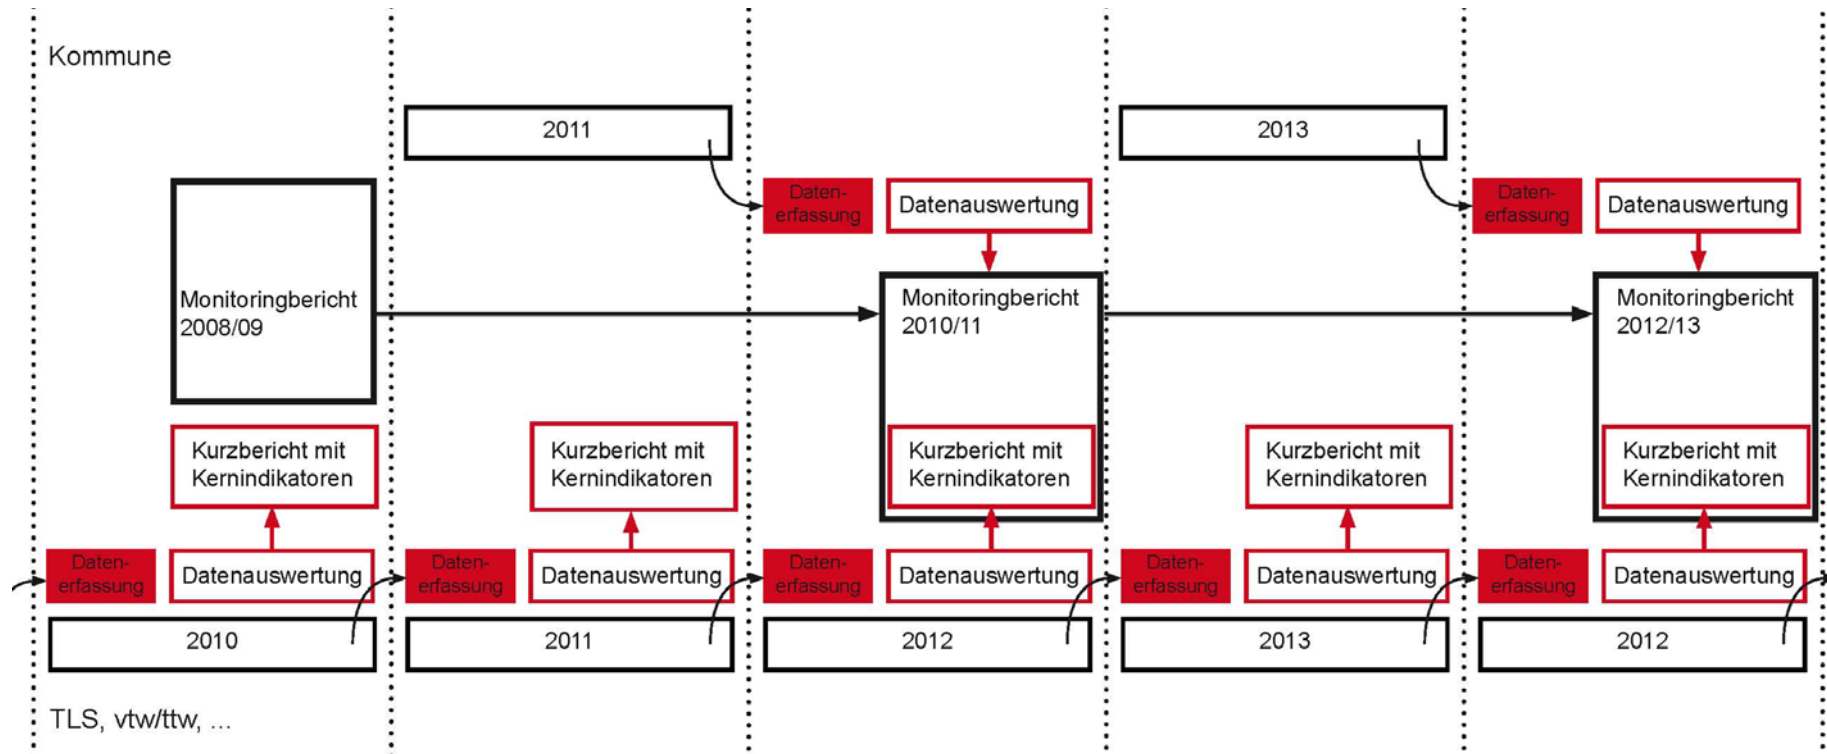 Kommune
2011
2013
Daten-
erfassung
Datenauswertung
Daten-
erfassung
Datenauswertung
Monitoringbericht
2008/09
Monitoringbericht
2010/11
Monitoringbericht
2012/13
Kurzbericht mit
Kernindikatoren
Kurzbericht mit
Kernindikatoren
Kurzbericht mit
Kernindikatoren
Kurzbericht mit
Kernindikatoren
Kurzbericht mit
Kernindikatoren
Daten-
erfassung
Datenauswertung
Daten-
erfassung
Datenauswertung
Daten-
erfassung
Datenauswertung
Daten-
erfassung
Datenauswertung
Daten-
erfassung
Datenauswertung
2010
2011
2012
2013
2012
TLS, vtw/ttw, ...